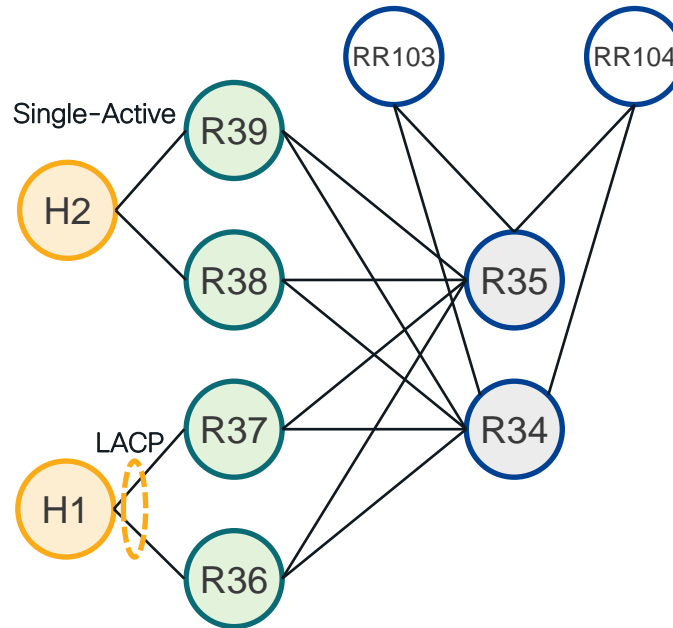 RR103
RR104
Single-Active
R39
H2
R38
R35
LACP
R37
R34
H1
R36